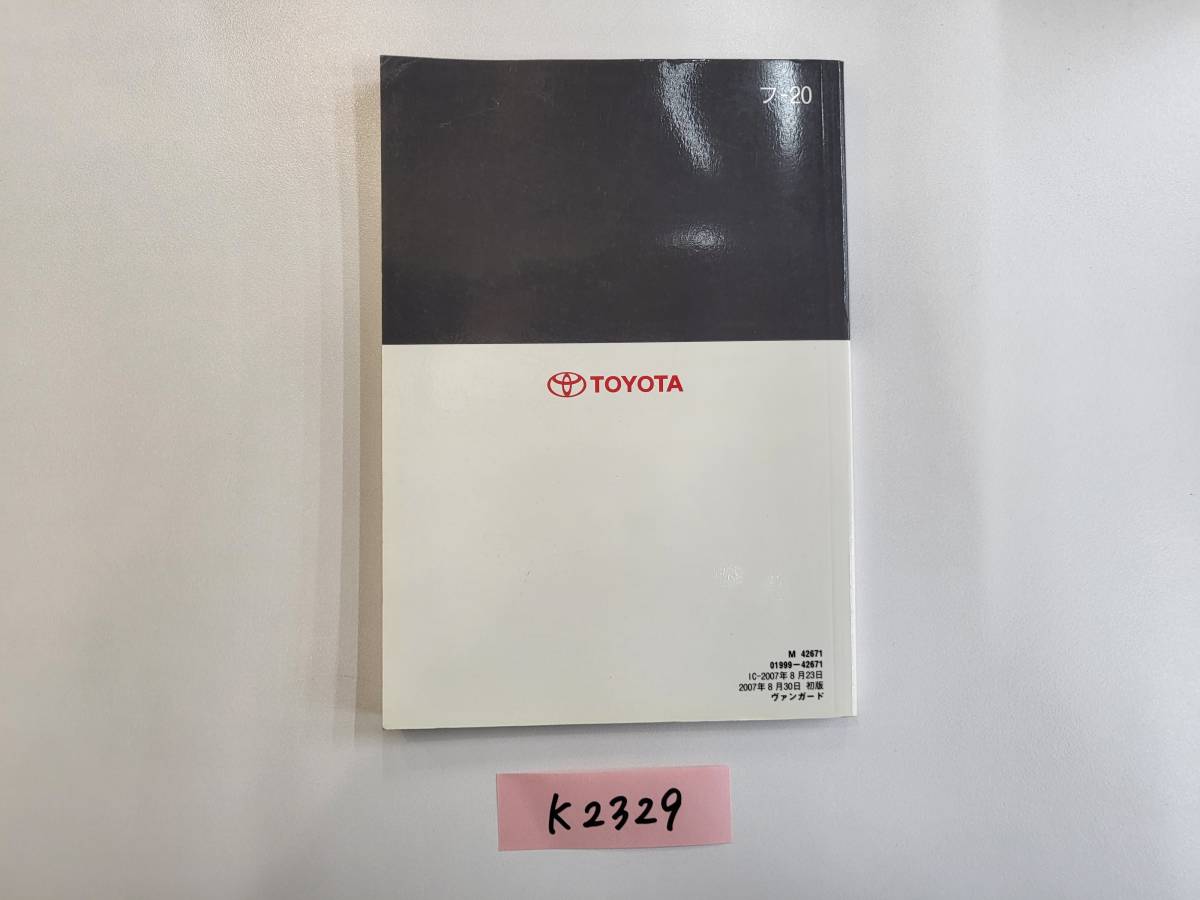 フ-20
TOYOTA
M 42671
01999-42671
IC-2007年8月23日
2007年8月30日 初版
ヴァンガード
K2329